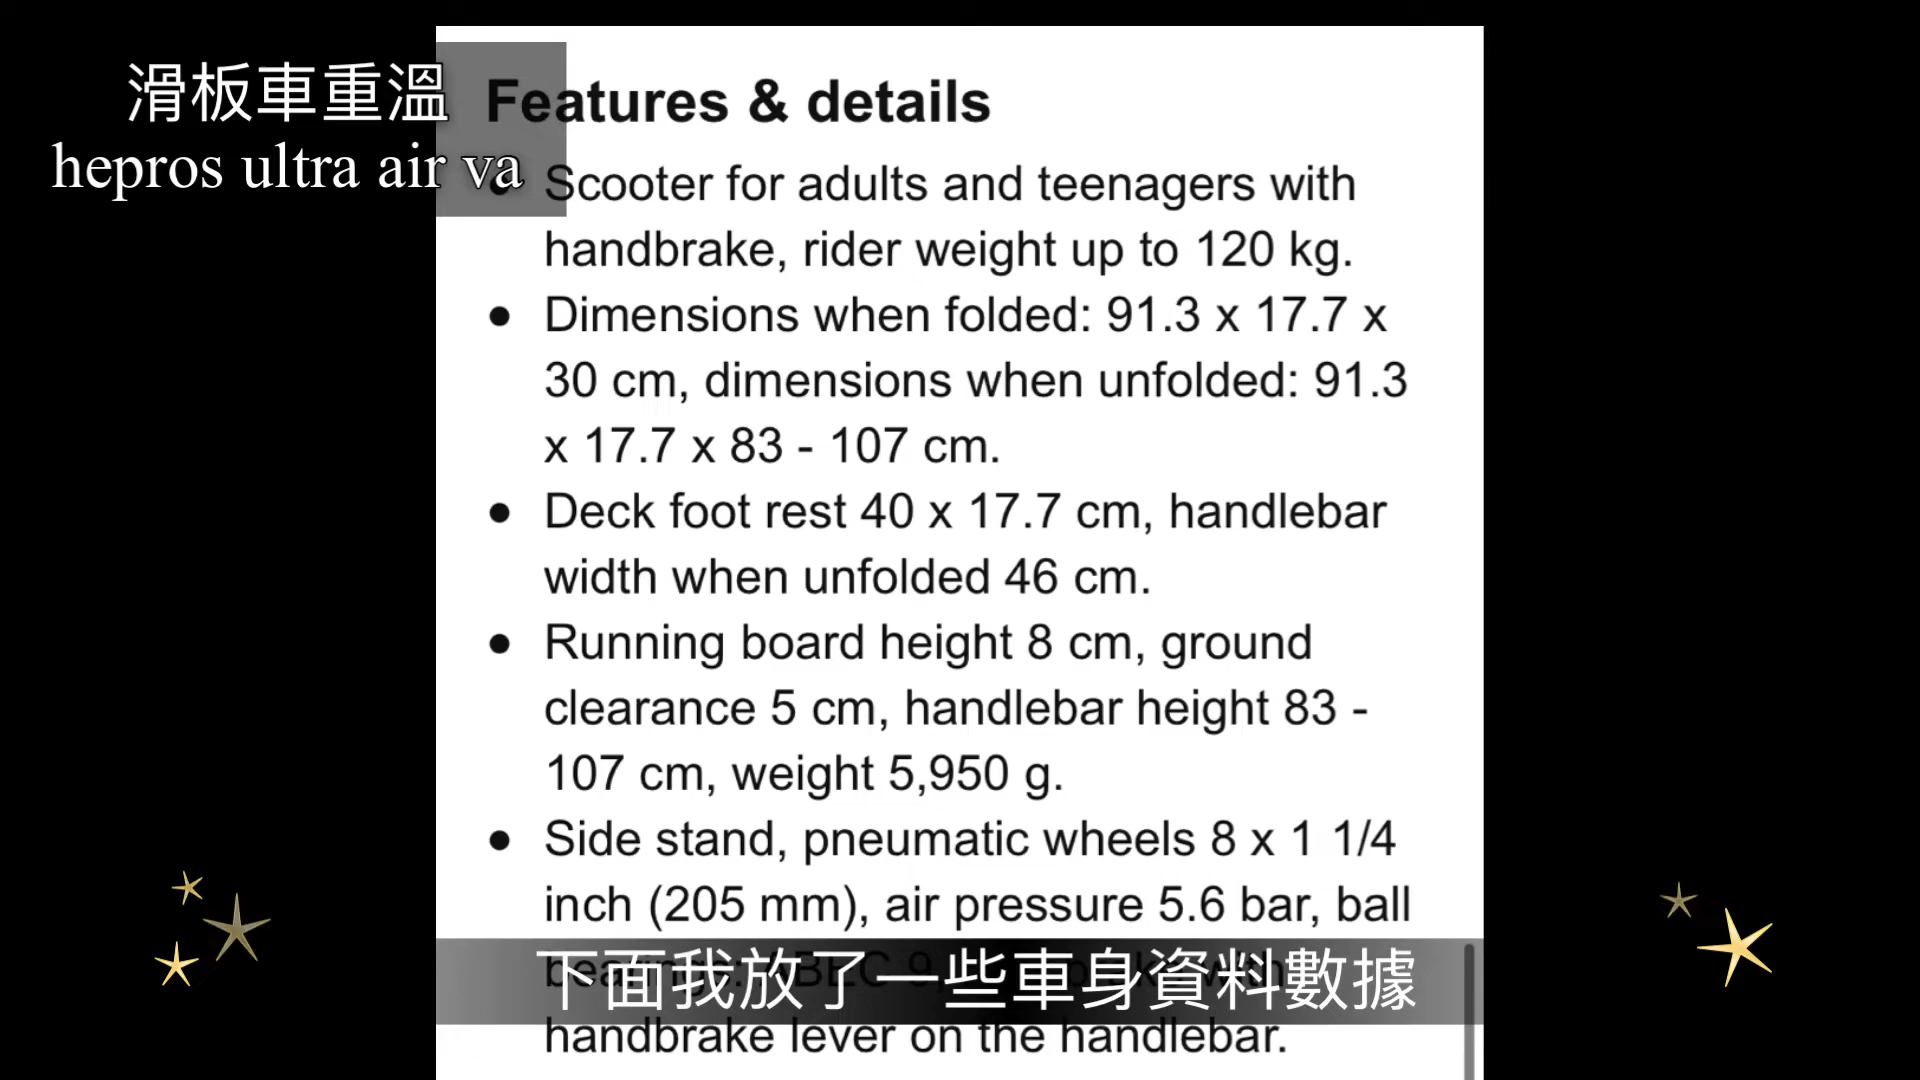 滑板車重溫
hepros ultra air va
Features & details
Scooter for adults and teenagers with
handbrake, rider weight up to 120 kg.
Dimensions when folded: 91.3 x 17.7 x
30 cm, dimensions when unfolded: 91.3
x 17.7 x 83 - 107 cm.
Deck foot rest 40 x 17.7 cm, handlebar
width when unfolded 46 cm.
Running board height 8 cm, ground
clearance 5 cm, handlebar height 83 -
107 cm, weight 5,950 g.
Side stand, pneumatic wheels 8 x 1 1/4
inch (205 mm), air pressure 5.6 bar, ball
下面我放了一些車身資料數據
handbrake lever on the handlebar.